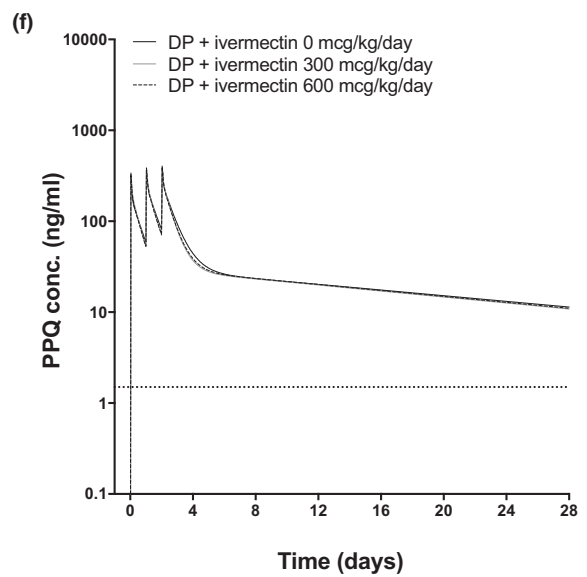 (f)
DP + ivermectin 0 mcg/kg/day
DP + ivermectin 300 mcg/kg/day
DP + ivermectin 600 mcg/kg/day
PPQ conc. (ng/ml)
10000
1000
100
10
1
0.1
0 4 8 12 16 20 24 28
Time (days)